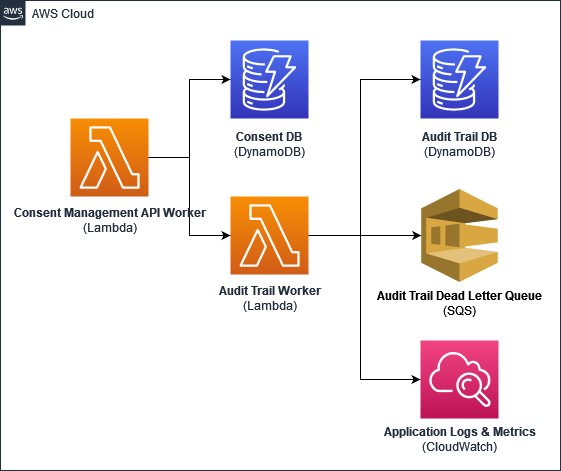 aws
AWS Cloud
Consent DB
(DynamoDB)
Audit Trail DB
(DynamoDB)
Consent Management API Worker
(Lambda)
Audit Trail Worker
(Lambda)
Audit Trail Dead Letter Queue
(SQS)
Application Logs & Metrics
(CloudWatch)